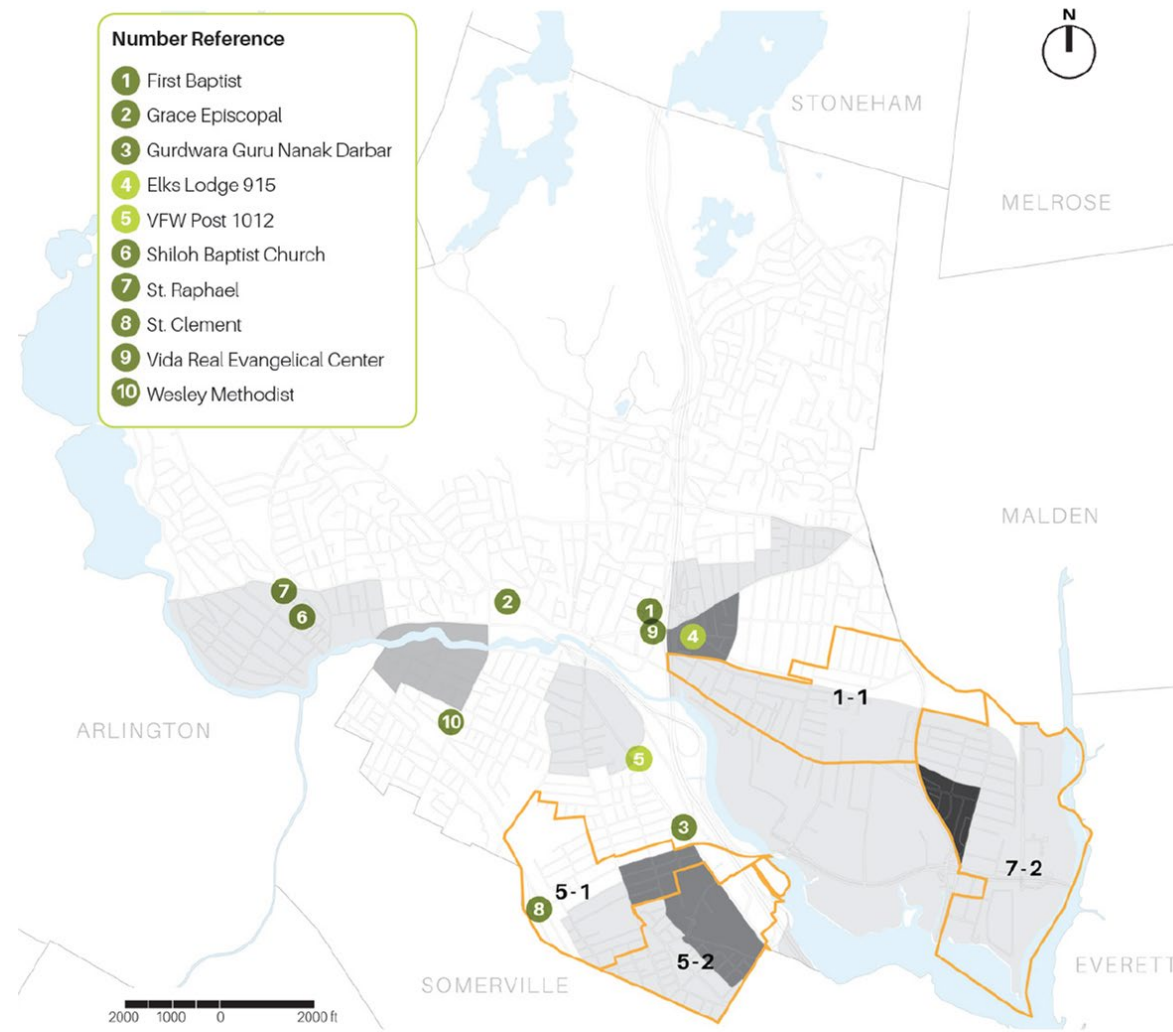 Number Reference
1 First Baptist
2 Grace Episcopal
3 Gurdwara Guru Nanak Darbar
4 Elks Lodge 915
5 VFW Post 1012
6 Shiloh Baptist Church
7 St. Raphael
8 St. Clement
9 Vida Real Evangelical Center
10 Wesley Methodist
N
STONEHAM
MELROSE
MALDEN
7
6
2
1
9
4
1-1
ARLINGTON
10
5
3
7-2
5-1
8
5-2
SOMERVILLE
EVERETT
2000 1000 0 2000 ft